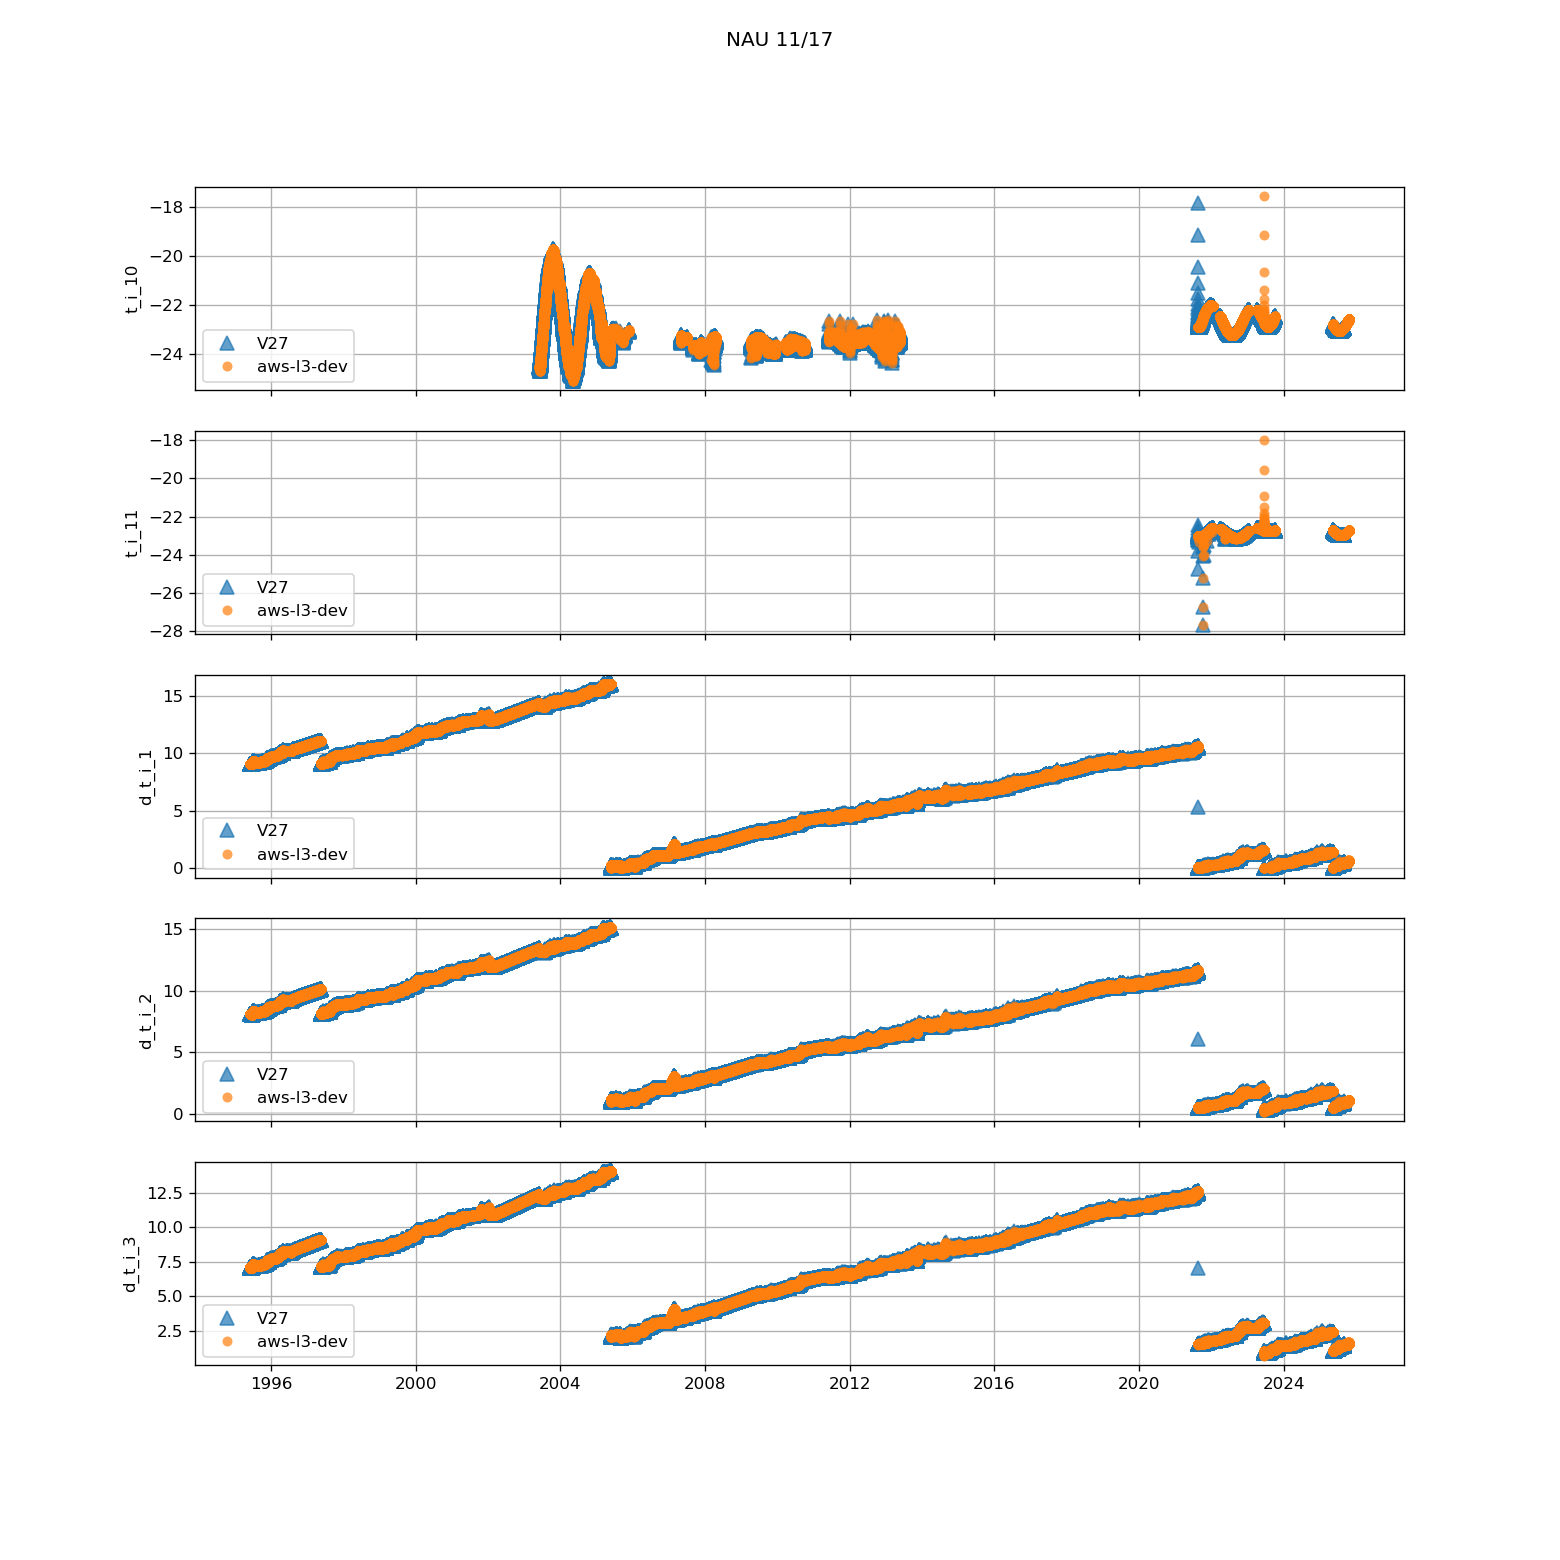 NAU 11/17
−18
−20
−22
−24
t_i_10
V27
aws-l3-dev
−18
−20
−22
−24
−26
−28
t_i_11
V27
aws-l3-dev
15
10
5
0
d_t_i_1
V27
aws-l3-dev
15
10
5
0
d_t_i_2
V27
aws-l3-dev
12.5
10.0
7.5
5.0
2.5
d_t_i_3
V27
aws-l3-dev
1996 2000 2004 2008 2012 2016 2020 2024